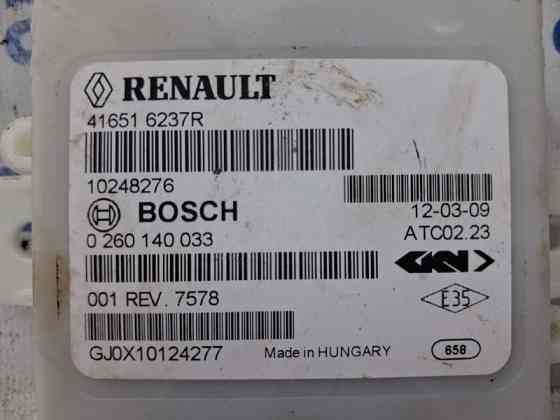 RENAULT
41651 6237R
10248276
BOSCH
12-03-09
0 260 140 033
ATC02.23
GKN
001 REV. 7578
E35
GJ0X10124277
Made in HUNGARY
658